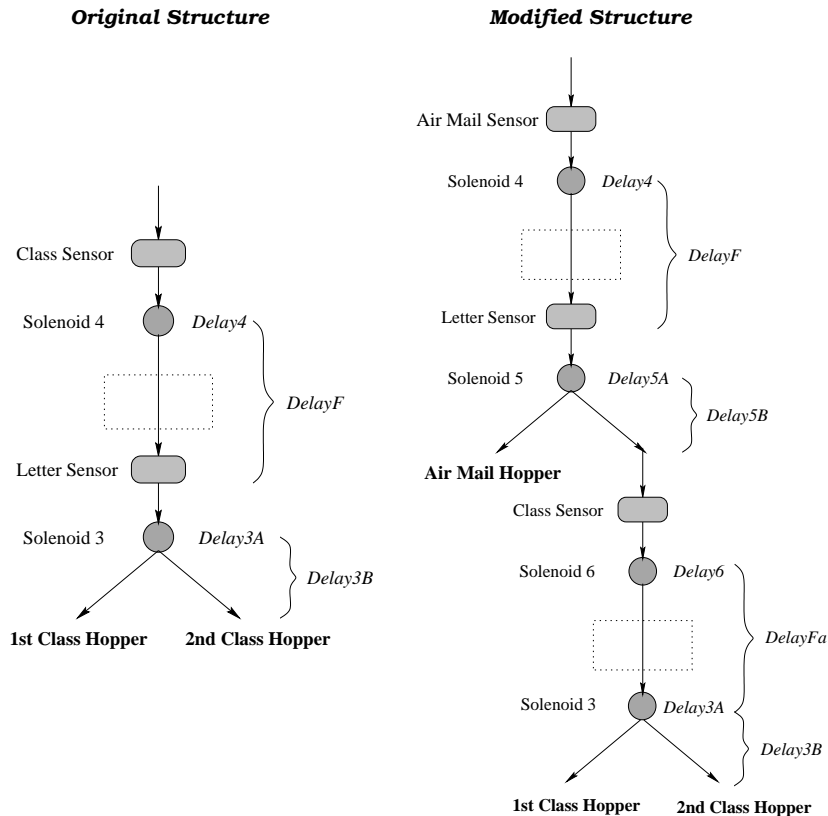 Original Structure
Class Sensor
Solenoid 4
Delay4
DelayF
Letter Sensor
Solenoid 3
Delay3A
Delay3B
1st Class Hopper
2nd Class Hopper
Modified Structure
Air Mail Sensor
Solenoid 4
Delay4
DelayF
Letter Sensor
Solenoid 5
Delay5A
Delay5B
Air Mail Hopper
Class Sensor
Solenoid 6
Delay6
DelayFa
Solenoid 3
Delay3A
Delay3B
1st Class Hopper
2nd Class Hopper